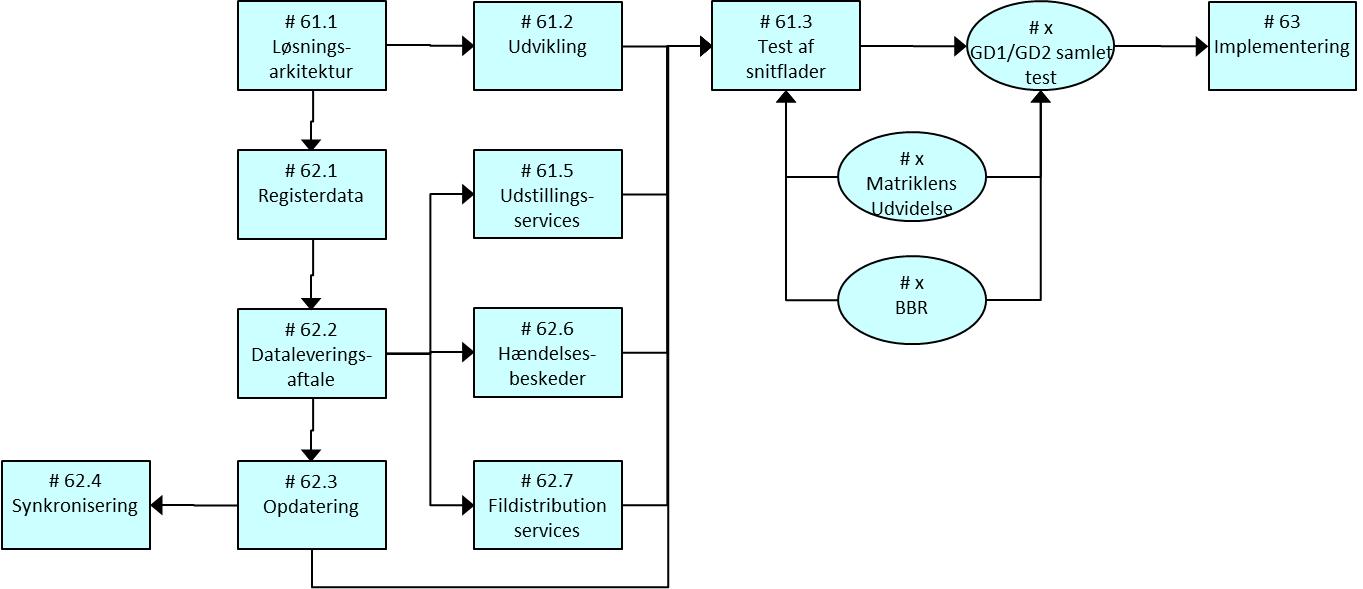 # 61.1
Løsnings-
arkitektur
# 61.2
Udvikling
# 61.3
Test af
snitflader
# x
GD1/GD2 samlet
test
# 63
Implementering
# 62.1
Registerdata
# 61.5
Udstillings-
services
# x
Matriklens
Udvidelse
# x
BBR
# 62.2
Dataleverings-
aftale
# 62.6
Hændelses-
beskeder
# 62.4
Synkronisering
# 62.3
Opdatering
# 62.7
Fildistribution
services